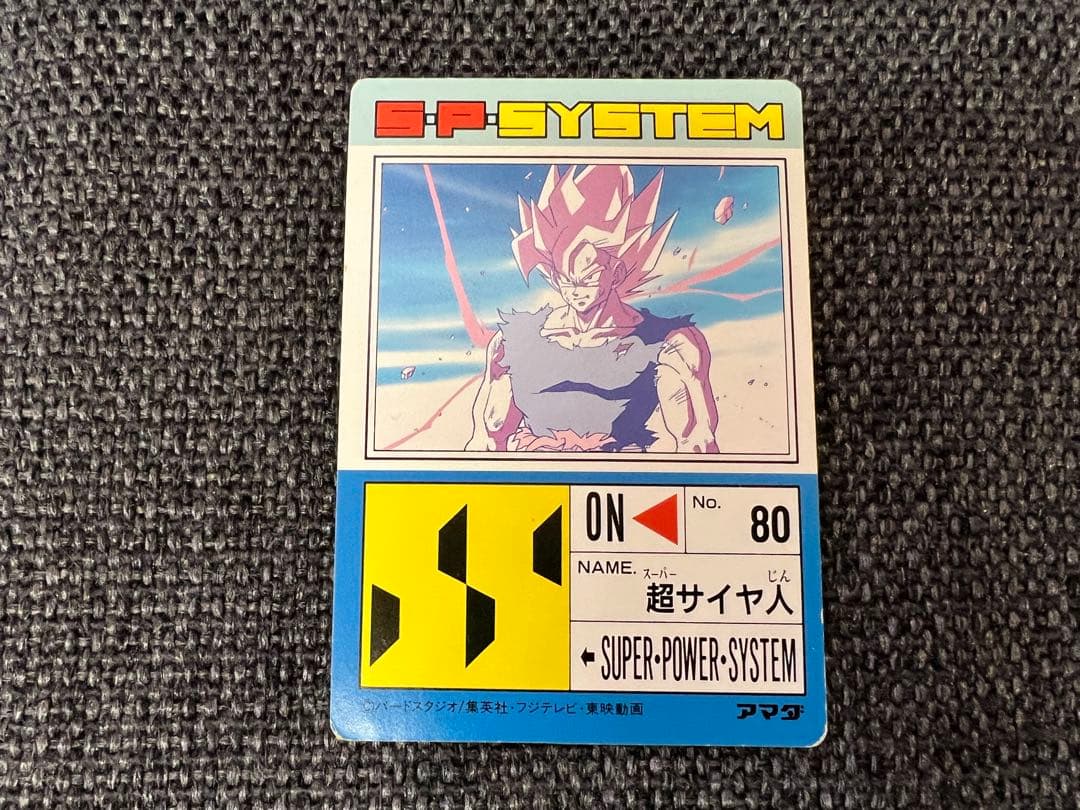 S・P・SYSTEM
ON
No.
80
NAME.
スーパー じん
超サイヤ人
←SUPER・POWER・SYSTEM
©バードスタジオ/集英社・フジテレビ・東映動画
アマダ